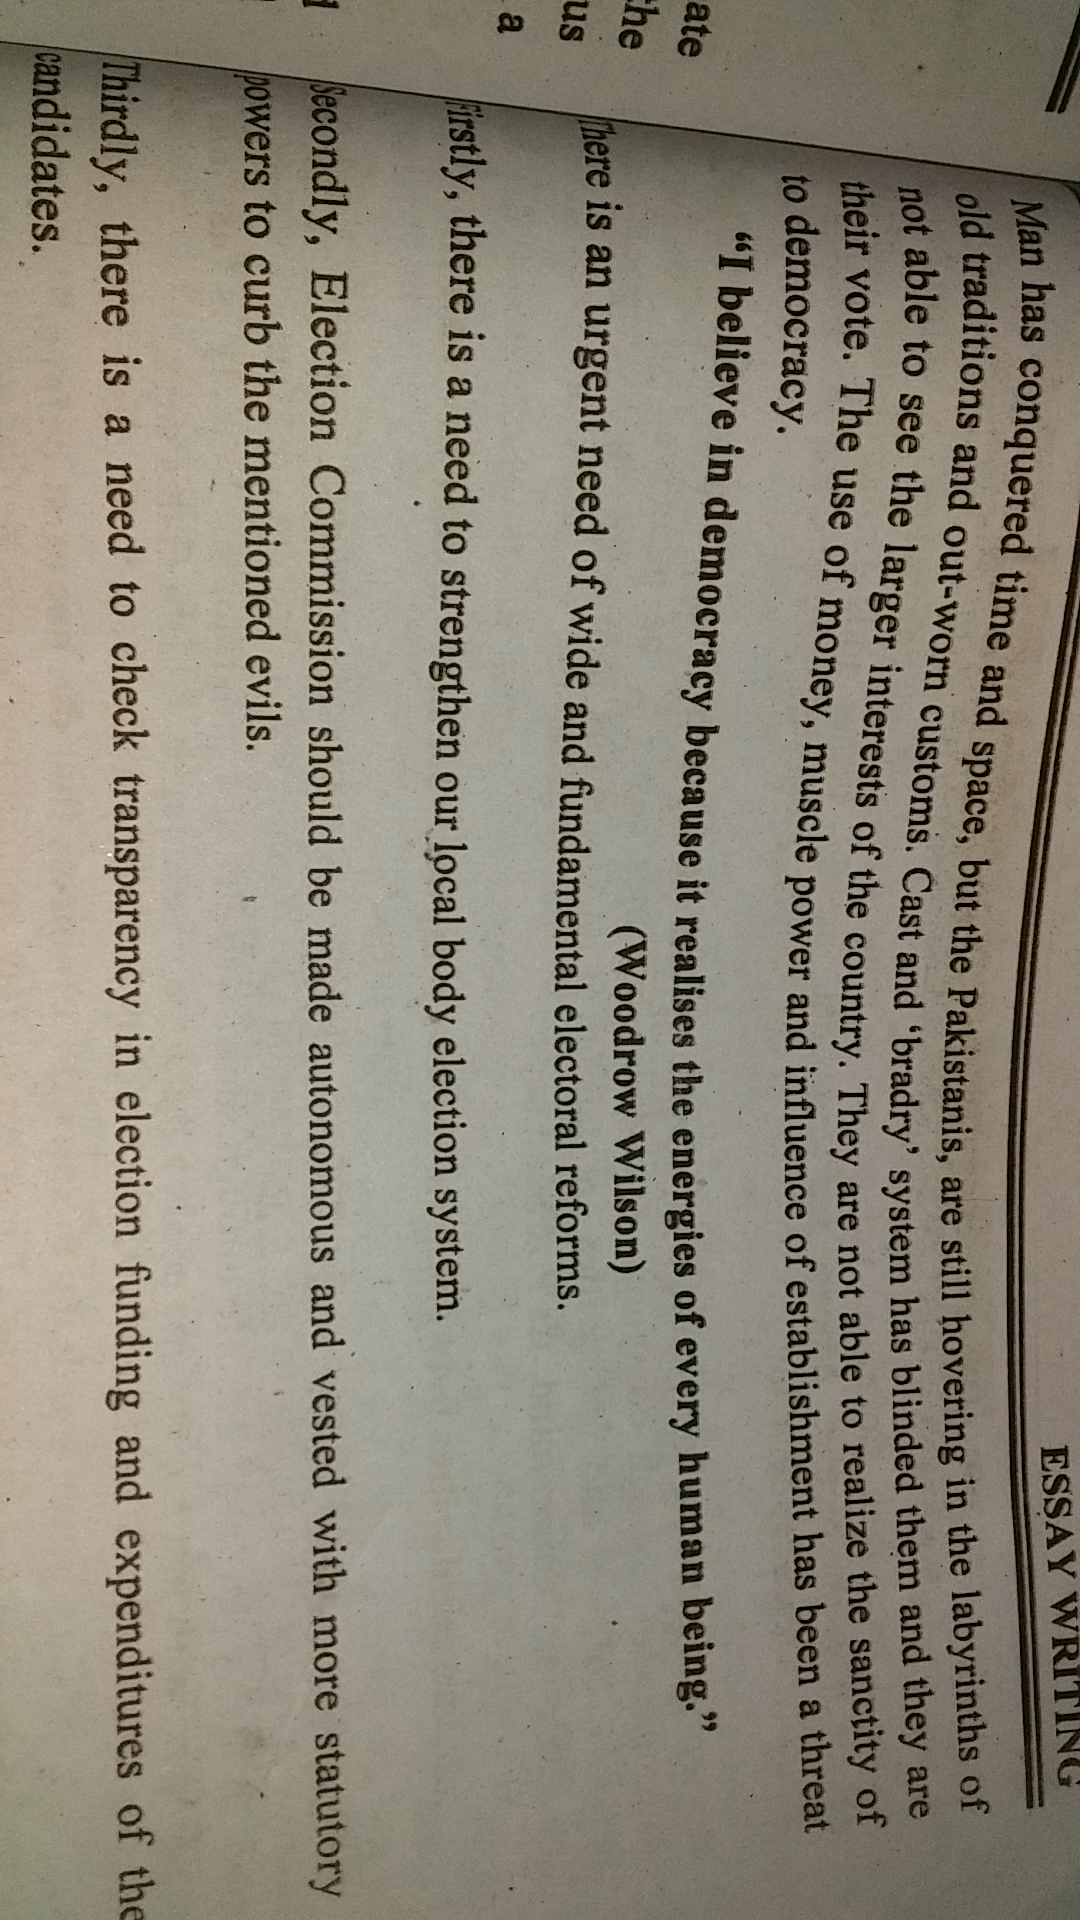 ESSAY WRITING
Man has conquered time and space, but the Pakistanis, are still hovering in the labyrinths of
old traditions and out-worn customs. Cast and ‘bradry’ system has blinded them and they are
not able to see the larger interests of the country. They are not able to realize the sanctity of
their vote. The use of money, muscle power and influence of establishment has been a threat
to democracy.
“I believe in democracy because it realises the energies of every human being.”
(Woodrow Wilson)
There is an urgent need of wide and fundamental electoral reforms.
Firstly, there is a need to strengthen our local body election system.
Secondly, Election Commission should be made autonomous and vested with more statutory
powers to curb the mentioned evils.
Thirdly, there is a need to check transparency in election funding and expenditures of the
candidates.
ate
the
us
a